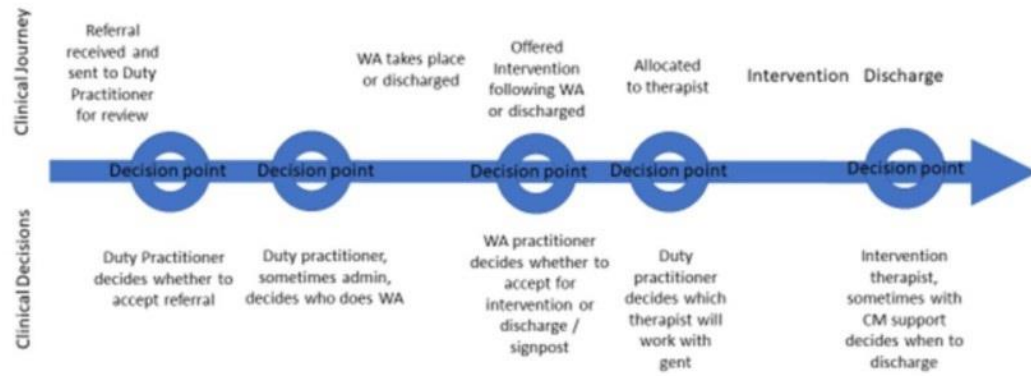 Clinical Journey
Referral
received and
sent to Duty
Practitioner
for review
WA takes place
or discharged
Offered
Intervention
following WA
or discharged
Allocated
to therapist
Intervention
Discharge
Decision point
Decision point
Decision point
Decision point
Decision point
Clinical Decisions
Duty Practitioner
decides whether to
accept referral
Duty practitioner,
sometimes admin,
decides who does WA
WA practitioner
decides whether to
accept for
intervention or
discharge /
signpost
Duty
practitioner
decides which
therapist will
work with
gent
Intervention
therapist,
sometimes with
CM support
decides when to
discharge